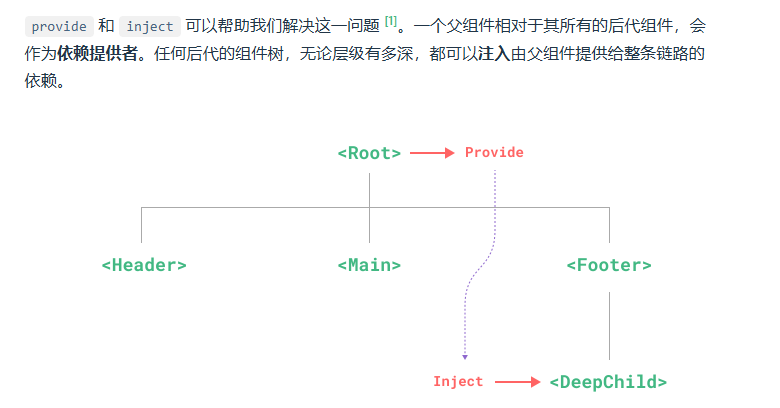 provide 和 inject 可以帮助我们解决这一问题 [1]。一个父组件相对于其所有的后代组件，会
作为依赖提供者。任何后代的组件树，无论层级有多深，都可以注入由父组件提供给整条链路的
依赖。
<Root> Provide
<Header> <Main> <Footer>
Inject <DeepChild>